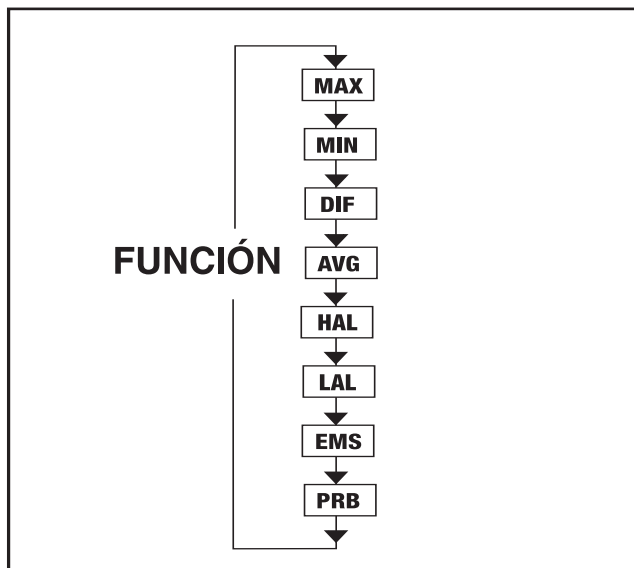 MAX
MIN
DIF
FUNCIÓN
AVG
HAL
LAL
EMS
PRB